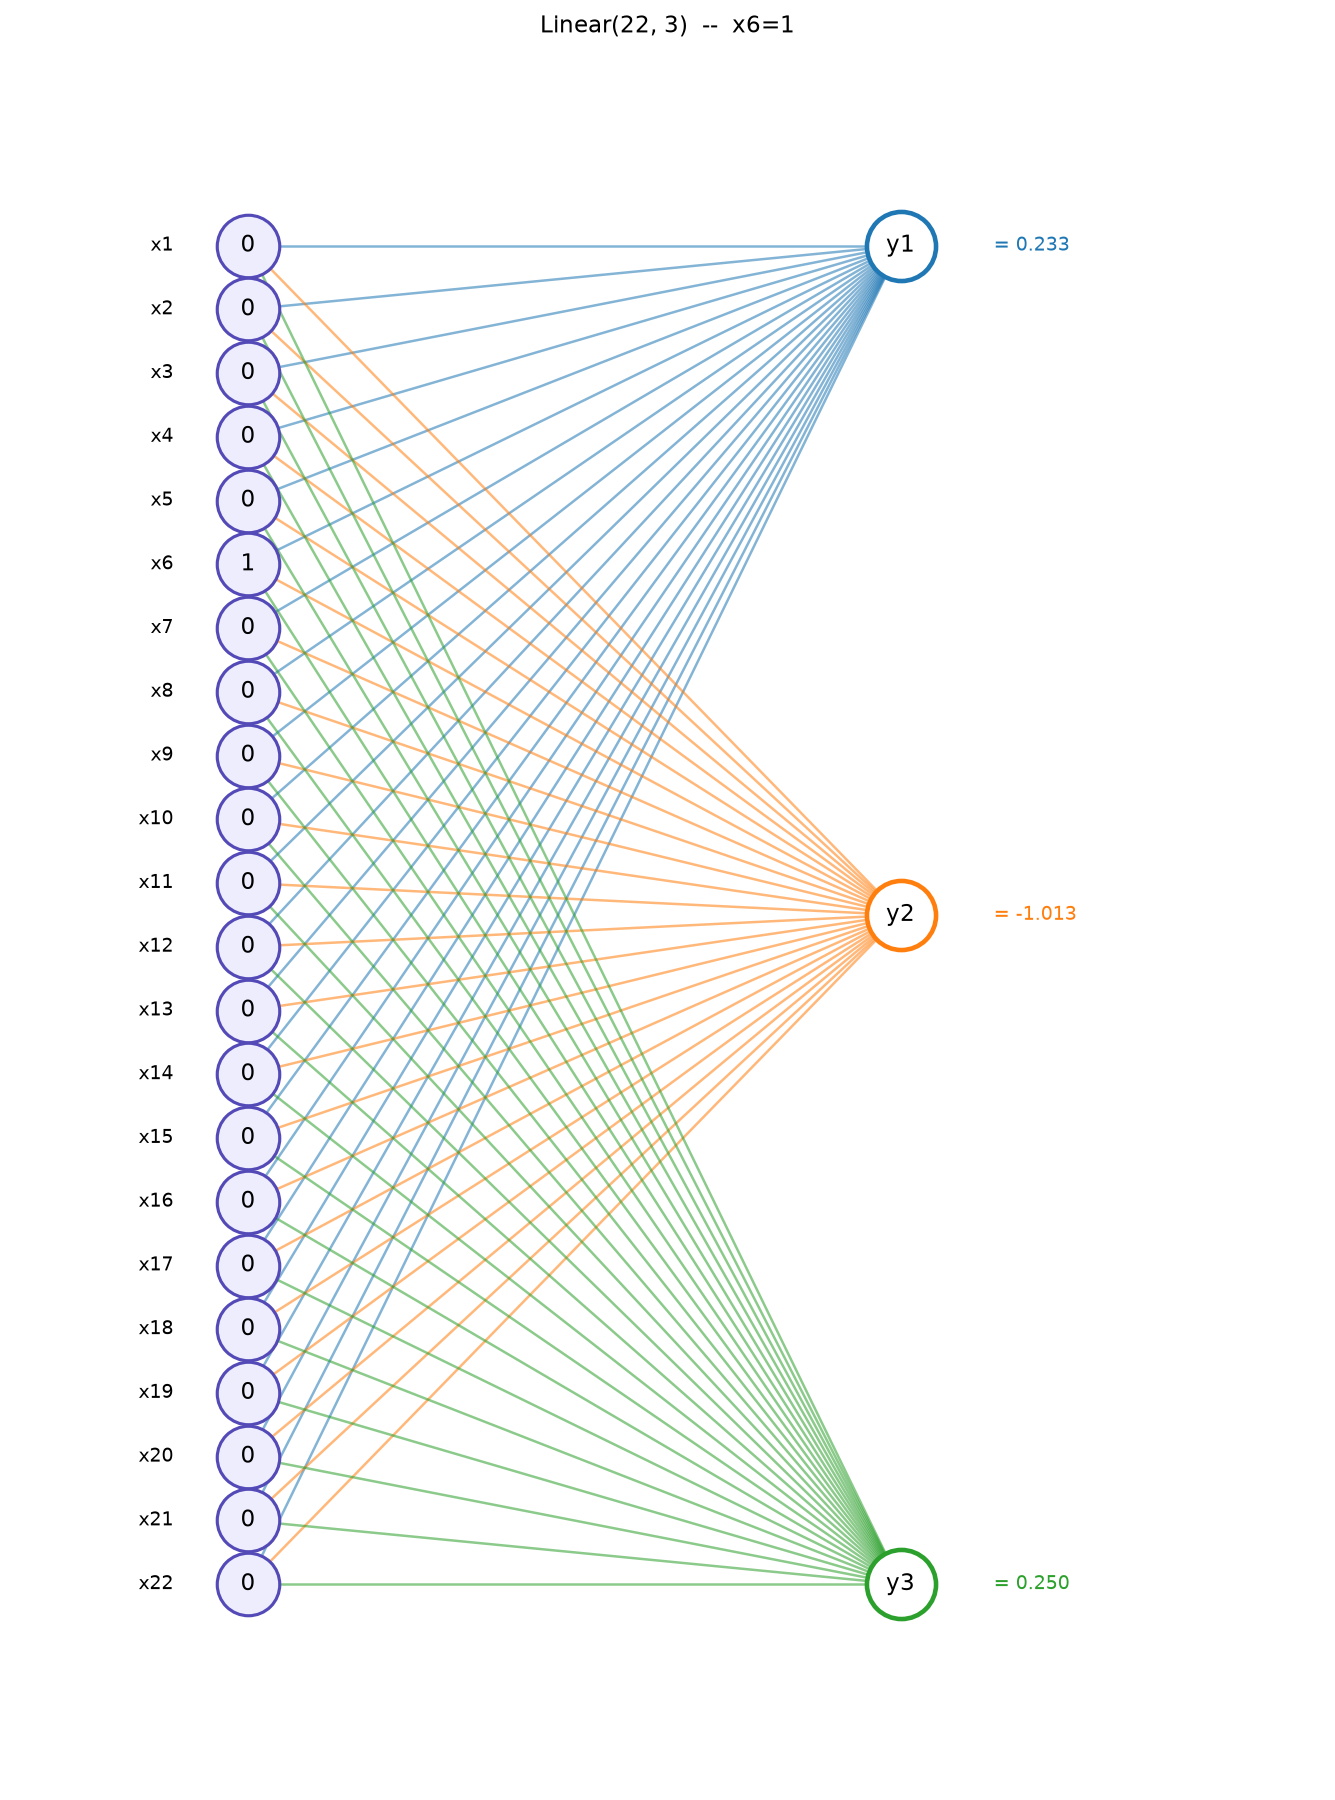 Linear(22, 3)  --  x6=1
x1 0 y1 = 0.233
x2 0
x3 0
x4 0
x5 0
x6 1
x7 0
x8 0
x9 0
x10 0
x11 0
y2 = -1.013
x12 0
x13 0
x14 0
x15 0
x16 0
x17 0
x18 0
x19 0
x20 0
x21 0
x22 0 y3 = 0.250